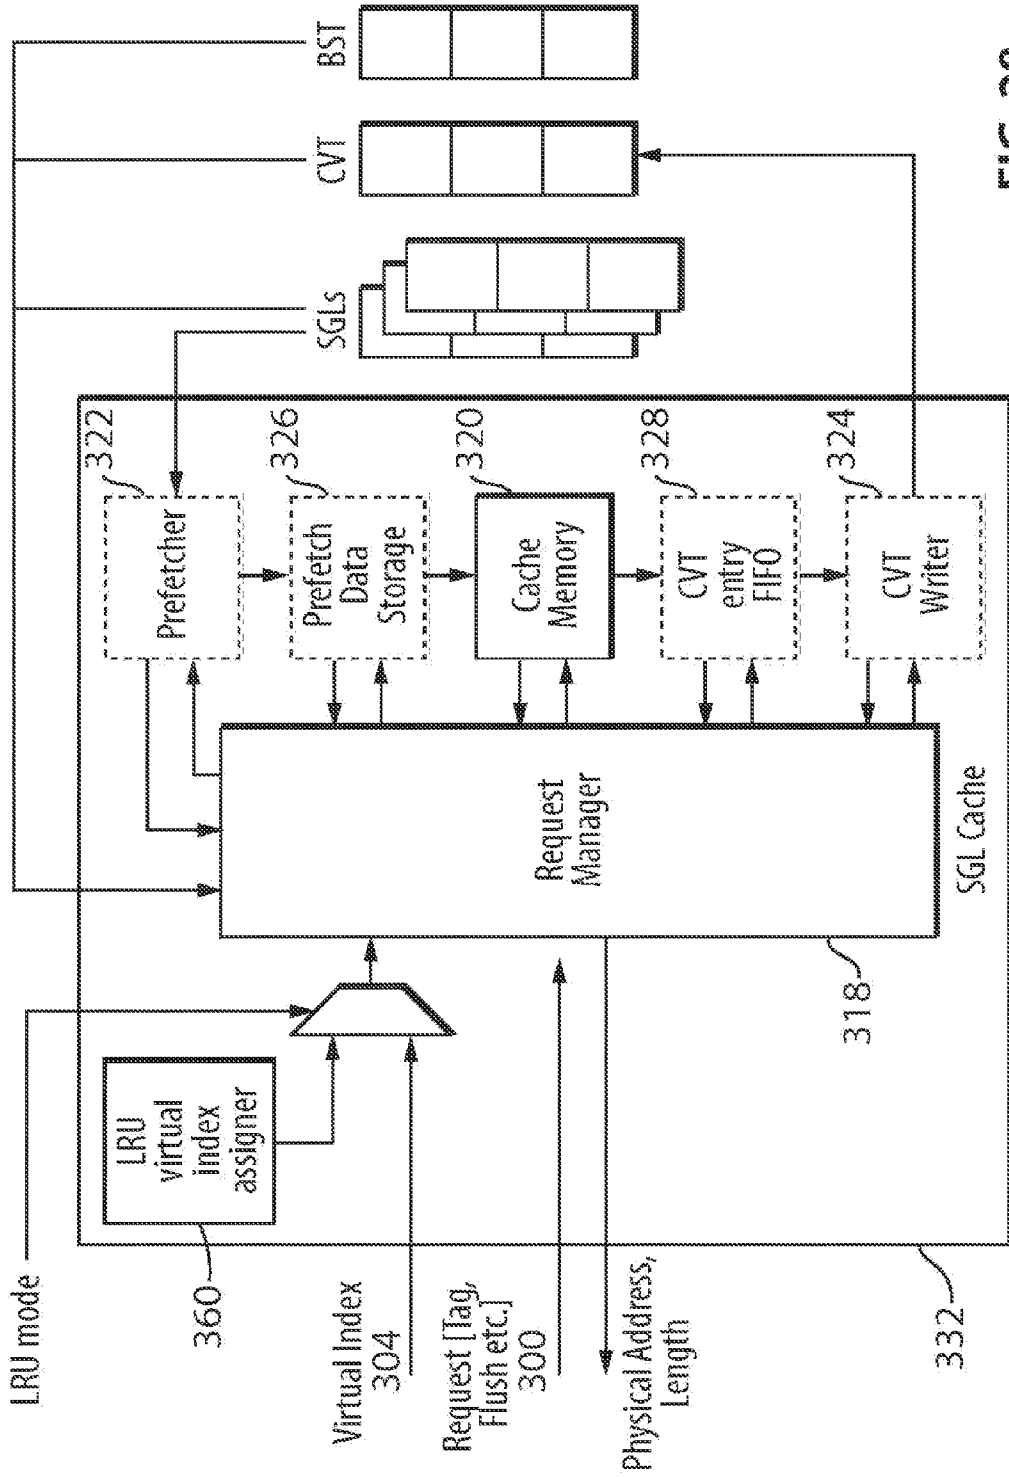 LRU mode
360
LRU
virtual
index
assigner
Virtual Index
304
Request [Tag,
Flush etc.]
300
Physical Address,
Length
332
318
Request
Manager
SGL Cache
Prefetcher
322
Prefetch
Data
Storage
326
Cache
Memory
320
CVT
entry
FIFO
328
CVT
Writer
324
SGLs
CVT
BST